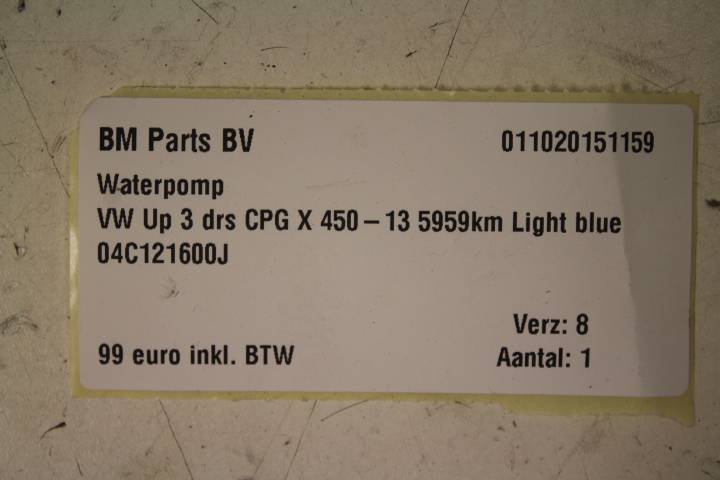 BM Parts BV 011020151159
Waterpomp
VW Up 3 drs CPG X 450-13 5959km Light blue
04C121600J
Verz: 8
99 euro inkl. BTW Aantal: 1